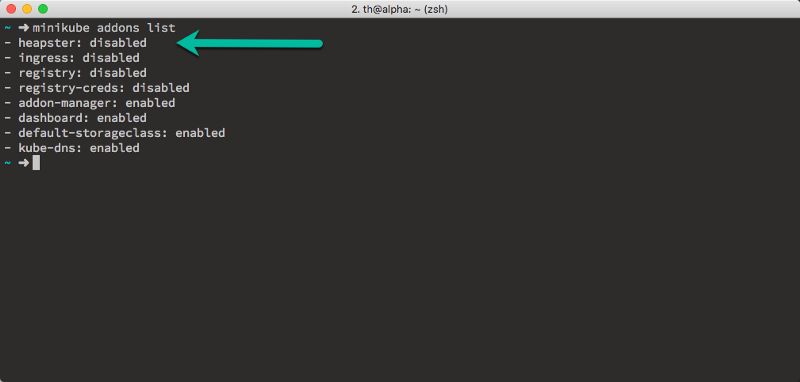 2. th@alpha: ~ (zsh)
~ ➜ minikube addons list
- heapster: disabled
- ingress: disabled
- registry: disabled
- registry-creds: disabled
- addon-manager: enabled
- dashboard: enabled
- default-storageclass: enabled
- kube-dns: enabled
~ ➜